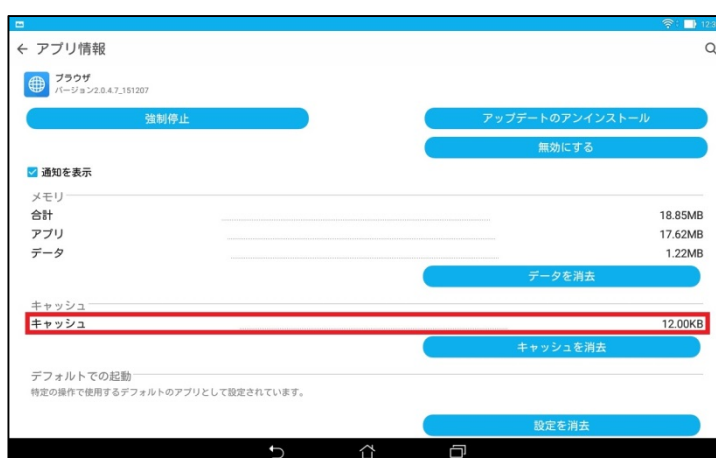 12:3
アプリ情報
ブラウザ
バージョン2.0.4.7_151207
強制停止
アップデートのアンインストール
無効にする
通知を表示
メモリ
合計 18.85MB
アプリ 17.62MB
データ 1.22MB
データを消去
キャッシュ
キャッシュ 12.00KB
キャッシュを消去
デフォルトでの起動
特定の操作で使用するデフォルトのアプリとして設定されています。
設定を消去